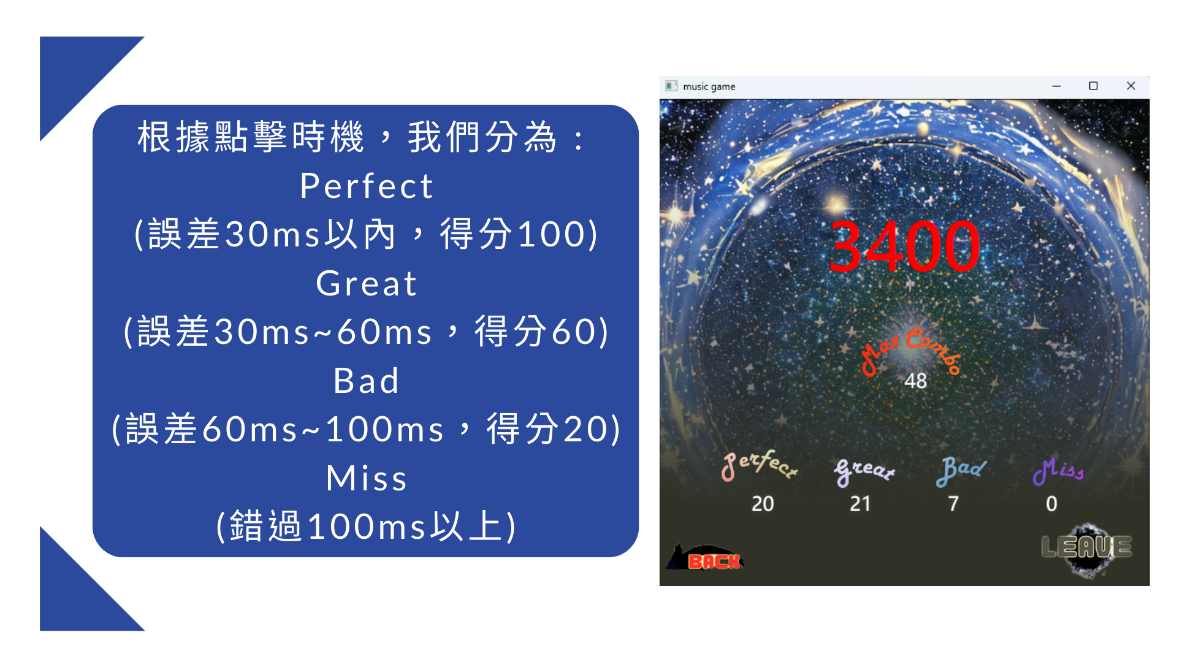 根據點擊時機，我們分為：
Perfect
(誤差30ms以內，得分100)
Great
(誤差30ms~60ms，得分60)
Bad
(誤差60ms~100ms，得分20)
Miss
(錯過100ms以上)
music game
3400
Max Combo
48
Perfect Great Bad Miss
20 21 7 0
BACK LEAVE